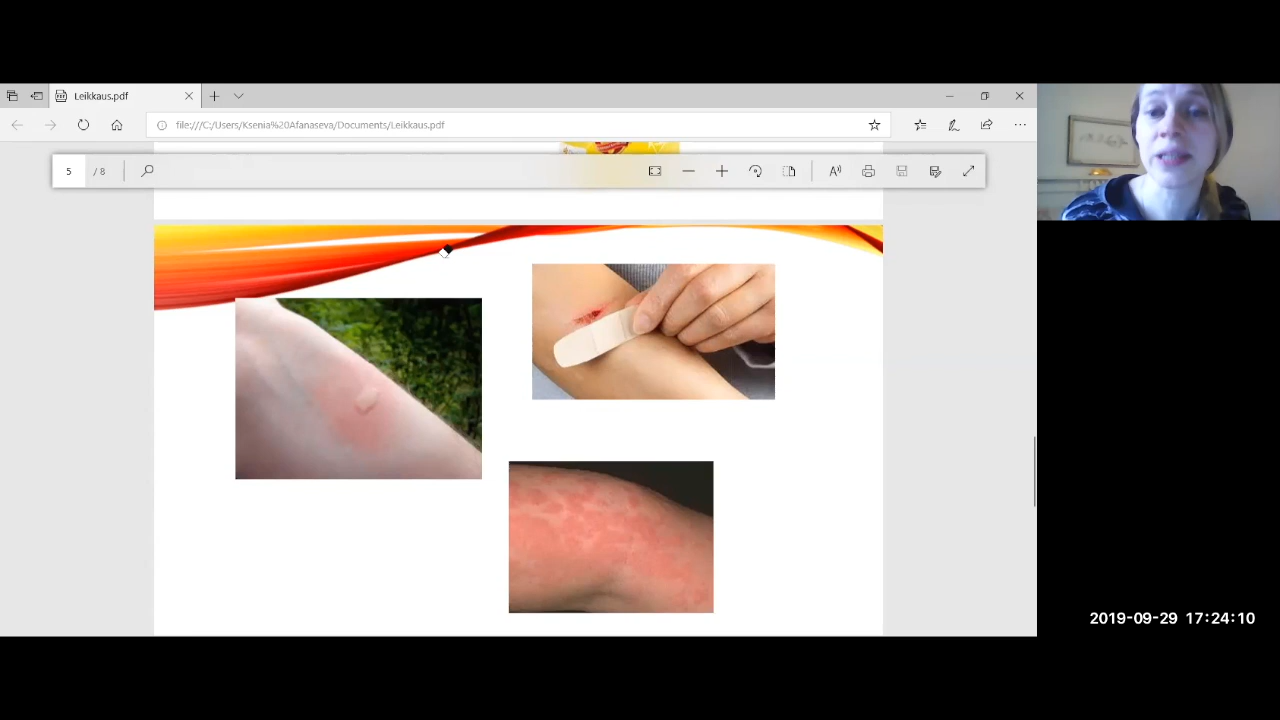 Leikkaus.pdf
file:///C:/Users/Ksenia%20Afanaseva/Documents/Leikkaus.pdf
5 / 8
2019-09-29 17:24:10